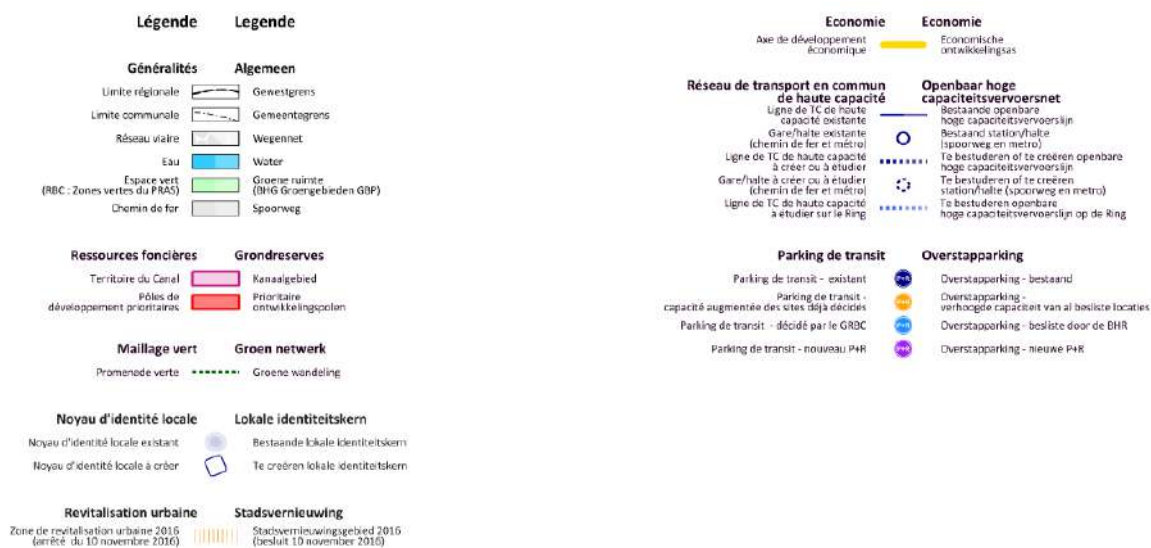 Légende Legende
Généralités Algemeen
Limite régionale Gewestgrens
Limite communale Gemeentegrens
Réseau viaire Wegennet
Eau Water
Espace vert Groene ruimte
(RBC : Zones vertes du PRAS) (BHG Groengebieden GBP)
Chemin de fer Spoorweg
Ressources foncières Grondreserves
Territoire du Canal Kanaalgebied
Pôles de Prioritaire
développement prioritaires ontwikkelingspolen
Maillage vert Groen netwerk
Promenade verte Groene wandeling
Noyau d'identité locale Lokale identiteitskern
Noyau d'identité locale existant Bestaande lokale identiteitskern
Noyau d'identité locale à créer Te creëren lokale identiteitskern
Revitalisation urbaine Stadsvernieuwing
Zone de revitalisation urbaine 2016 Stadsvernieuwingsgebied 2016
(arrêté du 10 novembre 2016) (besluit 10 november 2016)
Economie Economie
Axe de développement Economische
économique ontwikkelingsas
Réseau de transport en commun Openbaar hoge
de haute capacité capaciteitsvervoersnet
Ligne de TC de haute Bestaande openbare
capacité existante hoge capaciteitsvervoerslijn
Gare/halte existante Bestaand station/halte
(chemin de fer et métro) (spoorweg en metro)
Ligne de TC de haute capacité Te bestuderen of te creëren openbare
à créer ou à étudier hoge capaciteitsvervoerslijn
Gare/halte à créer ou à étudier Te bestuderen of te creëren
(chemin de fer et métro) station/halte (spoorweg en metro)
Ligne de TC de haute capacité Te bestuderen openbare
à étudier sur le Ring hoge capaciteitsvervoerslijn op de Ring
Parking de transit Overstapparking
Parking de transit - existant P+R Overstapparking - bestaand
Parking de transit - Overstapparking -
capacité augmentée des sites déjà décidés P+R verhoogde capaciteit van al besliste locaties
Parking de transit - décidé par le GRBC P+R Overstapparking - besliste door de BHR
Parking de transit - nouveau P+R P+R Overstapparking - nieuwe P+R